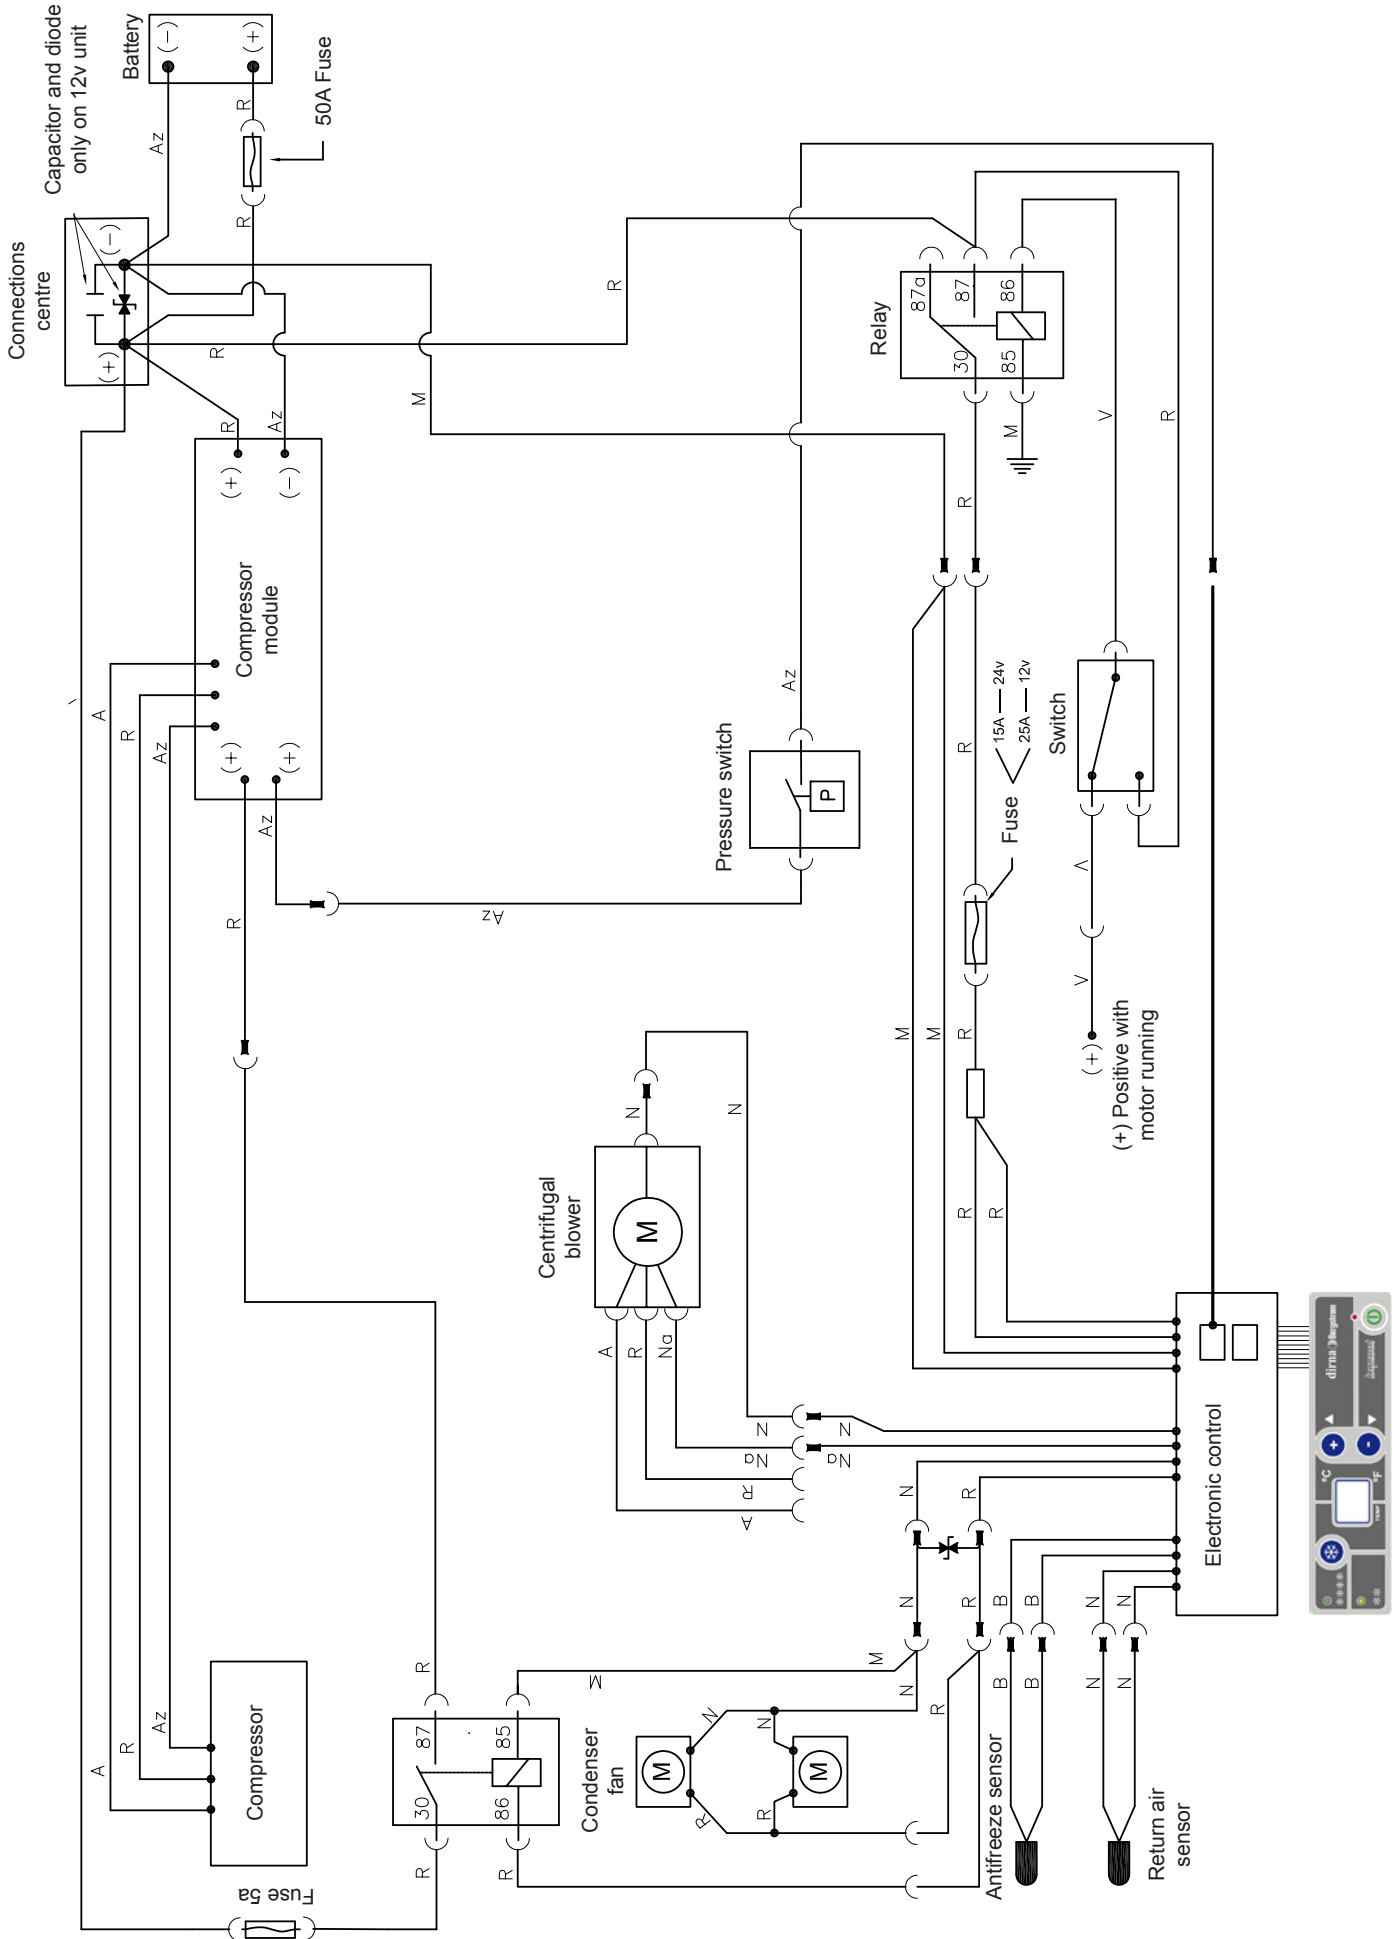 Capacitor and diode
only on 12v unit
Battery
(−)
(+)
Az
R
R
50A Fuse
Connections
centre
(−)
(+)
R
M
R
R
Az
(+)
(−)
Compressor
module
(+)
(+)
A
R
Az
R
Az
Az
Relay
87a
87
86
30
85
M
R
V
R
Pressure switch
P
Az
R
15A — 24v
25A — 12v
Fuse
Switch
V
V
(+)
(+) Positive with
motor running
M
M
R
R
R
Centrifugal
blower
M
N
N
A
R
Na
N
Na
R
A
N
Na
Compressor
A
R
Az
Fuse 5a
R
R
87
85
30
86
R
M
M
Condenser
fan
M
M
N
N
R
R
N
R
N
R
N
R
Antifreeze sensor
B
B
B
B
Return air
sensor
N
N
N
N
Electronic control
dirna Bergstrom
°C
°F
TEMP
+
-